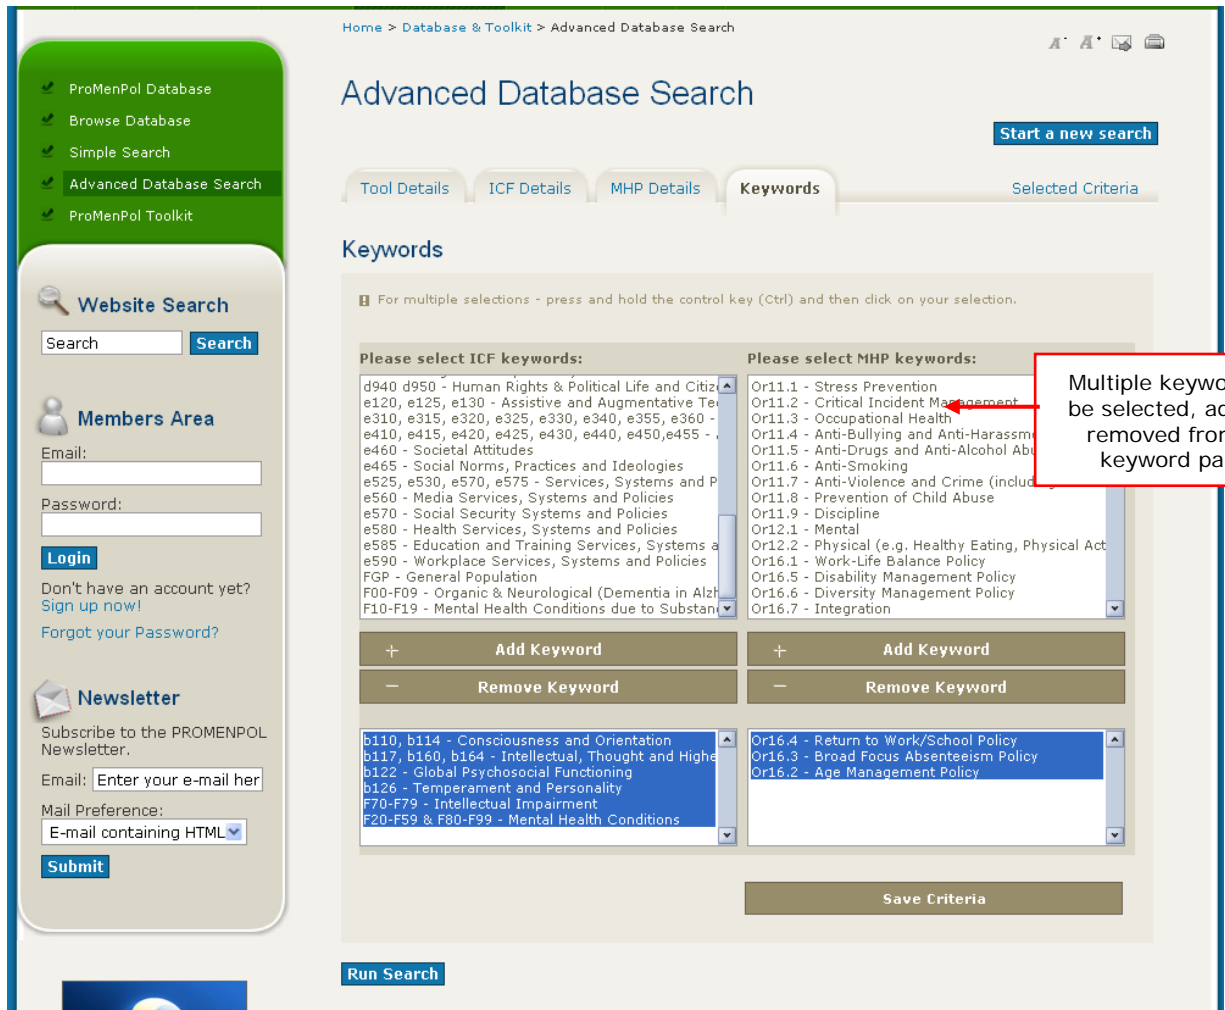 Home > Database & Toolkit > Advanced Database Search
A- A+
ProMenPol Database
Browse Database
Simple Search
Advanced Database Search
ProMenPol Toolkit
Website Search
Search Search
Members Area
Email:
Password:
Login
Don't have an account yet?
Sign up now!
Forgot your Password?
Newsletter
Subscribe to the PROMENPOL
Newsletter.
Email: Enter your e-mail her
Mail Preference:
E-mail containing HTML
Submit
Advanced Database Search
Start a new search
Tool Details ICF Details MHP Details Keywords Selected Criteria
Keywords
For multiple selections - press and hold the control key (Ctrl) and then click on your selection.
Please select ICF keywords:
d940 d950 - Human Rights & Political Life and Citiz
e120, e125, e130 - Assistive and Augmentative Te
e310, e315, e320, e325, e330, e340, e355, e360 -
e410, e415, e420, e425, e430, e440, e450,e455 -
e460 - Societal Attitudes
e465 - Social Norms, Practices and Ideologies
e525, e530, e570, e575 - Services, Systems and P
e560 - Media Services, Systems and Policies
e570 - Social Security Systems and Policies
e580 - Health Services, Systems and Policies
e585 - Education and Training Services, Systems a
e590 - Workplace Services, Systems and Policies
FGP - General Population
F00-F09 - Organic & Neurological (Dementia in Alzh
F10-F19 - Mental Health Conditions due to Substan
+ Add Keyword
− Remove Keyword
b110, b114 - Consciousness and Orientation
b117, b160, b164 - Intellectual, Thought and Highe
b122 - Global Psychosocial Functioning
b126 - Temperament and Personality
F70-F79 - Intellectual Impairment
F20-F59 & F80-F99 - Mental Health Conditions
Please select MHP keywords:
Or11.1 - Stress Prevention
Or11.2 - Critical Incident Management
Or11.3 - Occupational Health
Or11.4 - Anti-Bullying and Anti-Harassm
Or11.5 - Anti-Drugs and Anti-Alcohol Abu
Or11.6 - Anti-Smoking
Or11.7 - Anti-Violence and Crime (includ
Or11.8 - Prevention of Child Abuse
Or11.9 - Discipline
Or12.1 - Mental
Or12.2 - Physical (e.g. Healthy Eating, Physical Act
Or16.1 - Work-Life Balance Policy
Or16.5 - Disability Management Policy
Or16.6 - Diversity Management Policy
Or16.7 - Integration
+ Add Keyword
− Remove Keyword
Or16.4 - Return to Work/School Policy
Or16.3 - Broad Focus Absenteeism Policy
Or16.2 - Age Management Policy
Multiple keywo
be selected, ad
removed fro
keyword pa
Save Criteria
Run Search